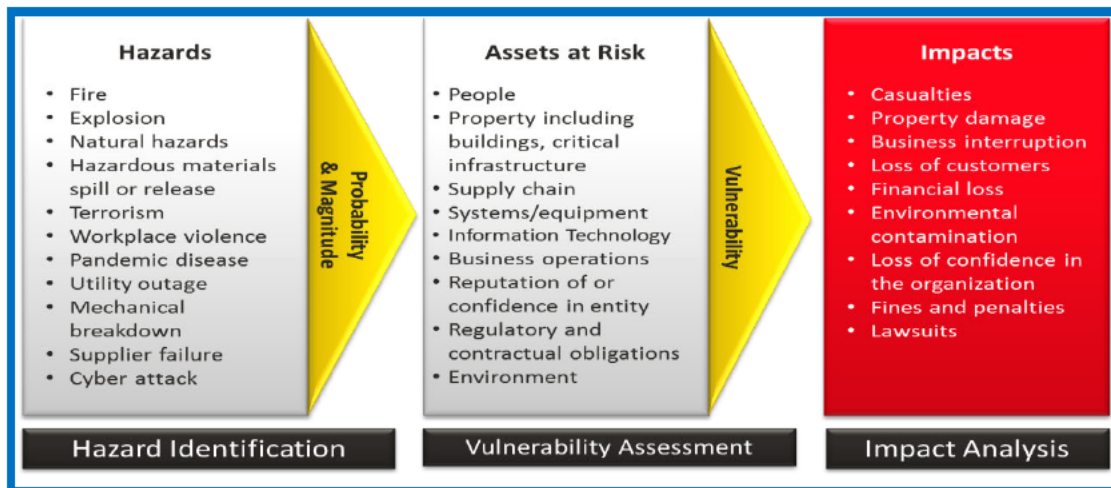 Hazards
• Fire
• Explosion
• Natural hazards
• Hazardous materials
spill or release
• Terrorism
• Workplace violence
• Pandemic disease
• Utility outage
• Mechanical
breakdown
• Supplier failure
• Cyber attack
Probability
& Magnitude
Assets at Risk
• People
• Property including
buildings, critical
infrastructure
• Supply chain
• Systems/equipment
• Information Technology
• Business operations
• Reputation of or
confidence in entity
• Regulatory and
contractual obligations
• Environment
Vulnerability
Impacts
• Casualties
• Property damage
• Business interruption
• Loss of customers
• Financial loss
• Environmental
contamination
• Loss of confidence in
the organization
• Fines and penalties
• Lawsuits
Hazard Identification
Vulnerability Assessment
Impact Analysis